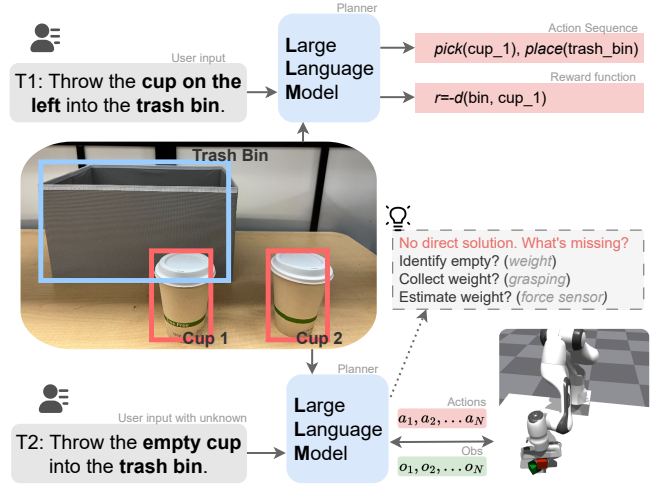 Planner
Action Sequence
User input
Large
Language
Model
pick(cup_1), place(trash_bin)
T1: Throw the cup on the
left into the trash bin.
Reward function
r=-d(bin, cup_1)
Trash Bin
No direct solution. What's missing?
Identify empty? (weight)
Collect weight? (grasping)
Estimate weight? (force sensor)
Cup 1
Cup 2
Planner
User input with unknown
Large
Language
Model
T2: Throw the empty cup
into the trash bin.
Actions
a₁, a₂, … a_N
Obs
o₁, o₂, … o_N